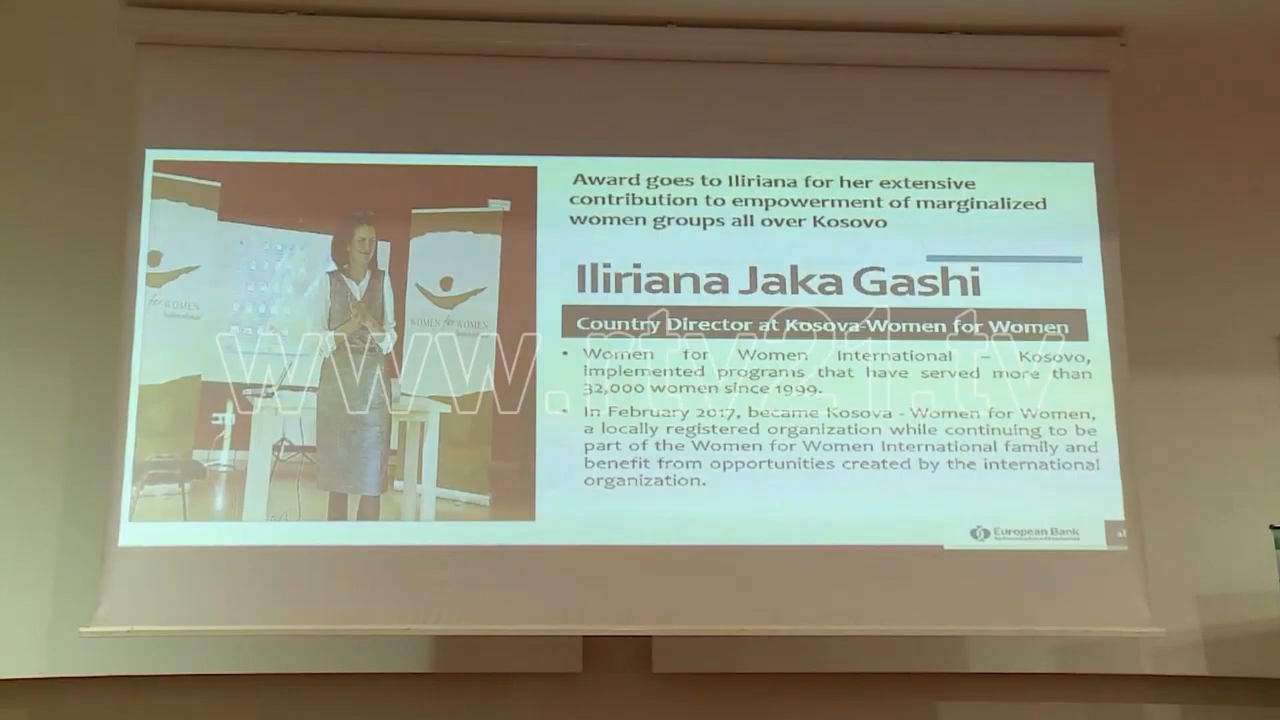 Award goes to Iliriana for her extensive
contribution to empowerment of marginalized
women groups all over Kosovo
Iliriana Jaka Gashi
Country Director at Kosova-Women for Women
• Women for Women International – Kosovo,
implemented programs that have served more than
32,000 women since 1999.
• In February 2017, became Kosova - Women for Women,
a locally registered organization while continuing to be
part of the Women for Women International family and
benefit from opportunities created by the international
organization.
for WOMEN
International
WOMEN for WOMEN
International
European Bank
www.rtv21.tv